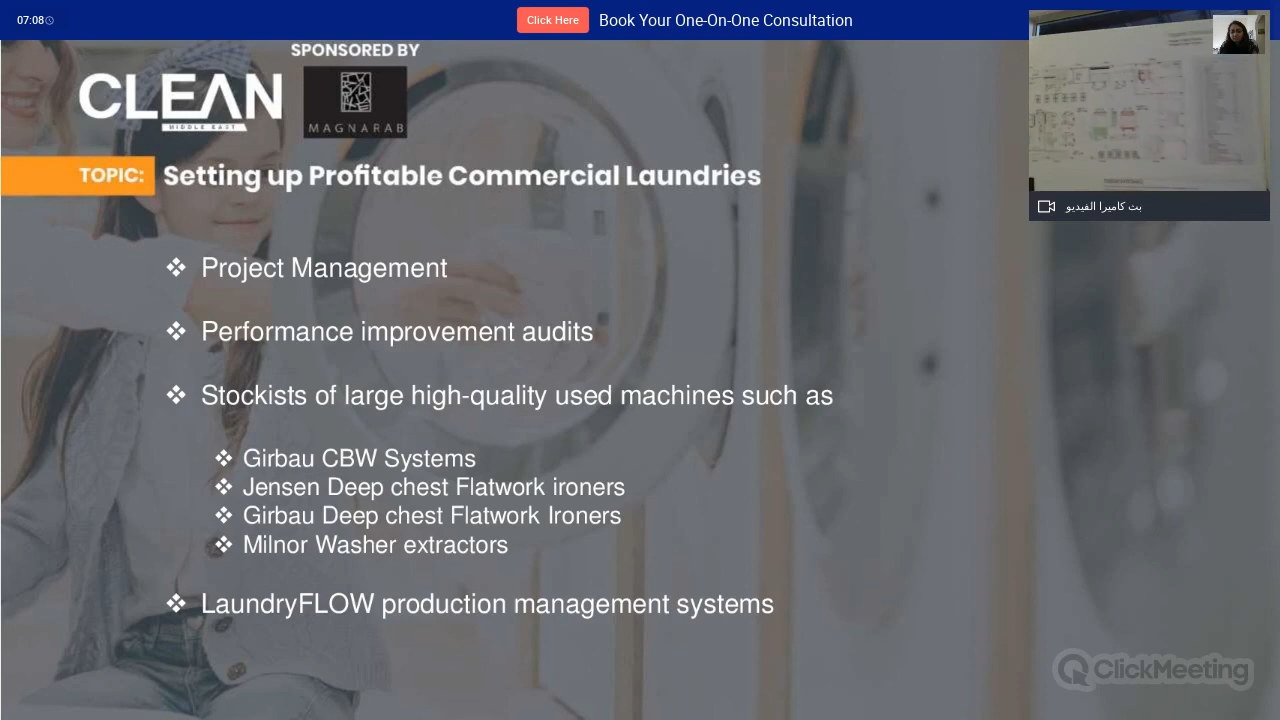 07:08
Click Here
Book Your One-On-One Consultation
SPONSORED BY
CLEAN
MIDDLE EAST
MAGNARAB
TOPIC:
Setting up Profitable Commercial Laundries
بث كاميرا الفيديو
❖ Project Management
❖ Performance improvement audits
❖ Stockists of large high-quality used machines such as
❖ Girbau CBW Systems
❖ Jensen Deep chest Flatwork ironers
❖ Girbau Deep chest Flatwork Ironers
❖ Milnor Washer extractors
❖ LaundryFLOW production management systems
ClickMeeting